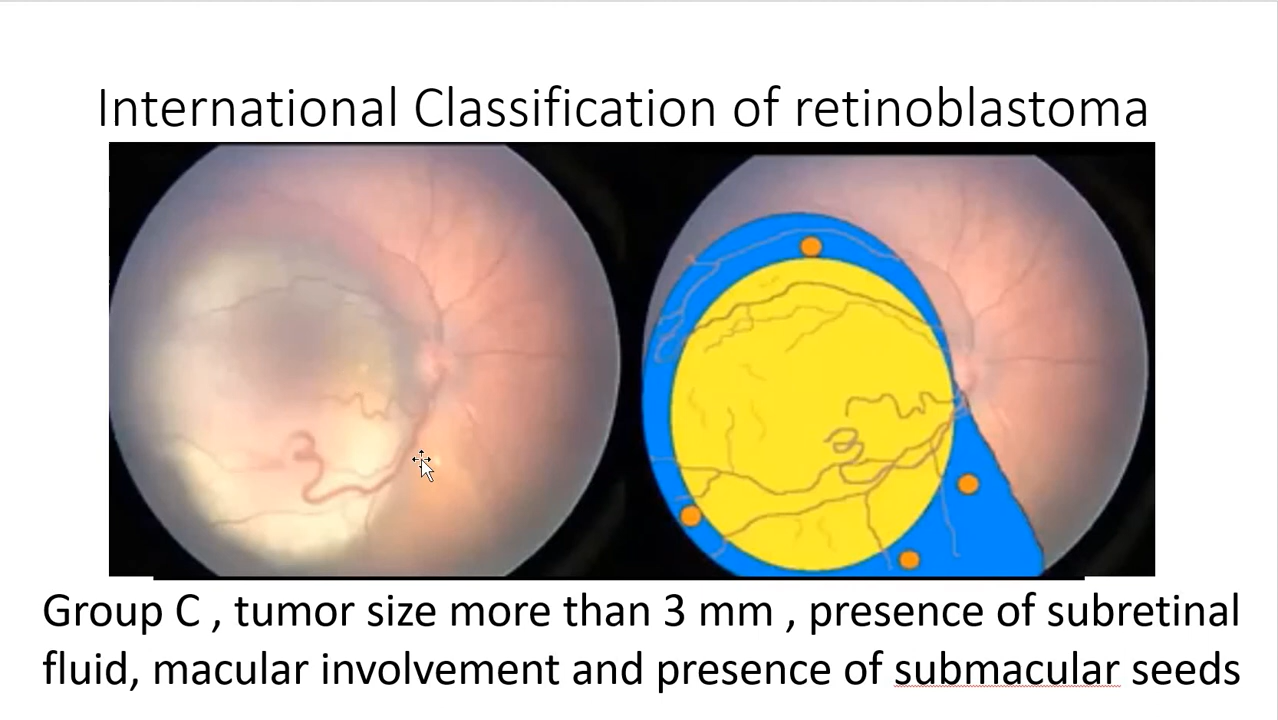 International Classification of retinoblastoma
Group C , tumor size more than 3 mm , presence of subretinal
fluid, macular involvement and presence of submacular seeds